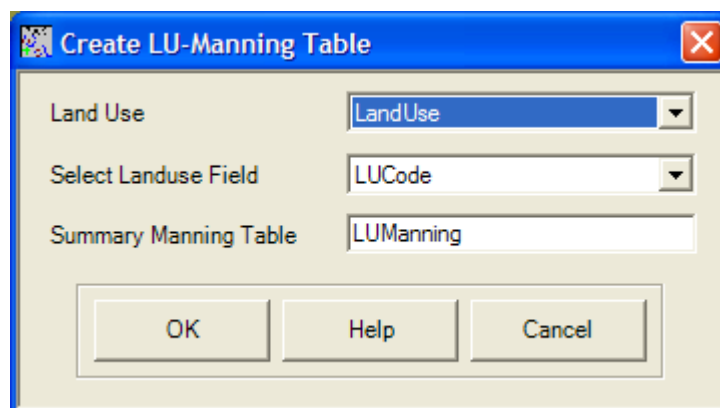 Create LU-Manning Table
Land Use LandUse
Select Landuse Field LUCode
Summary Manning Table LUManning
OK Help Cancel